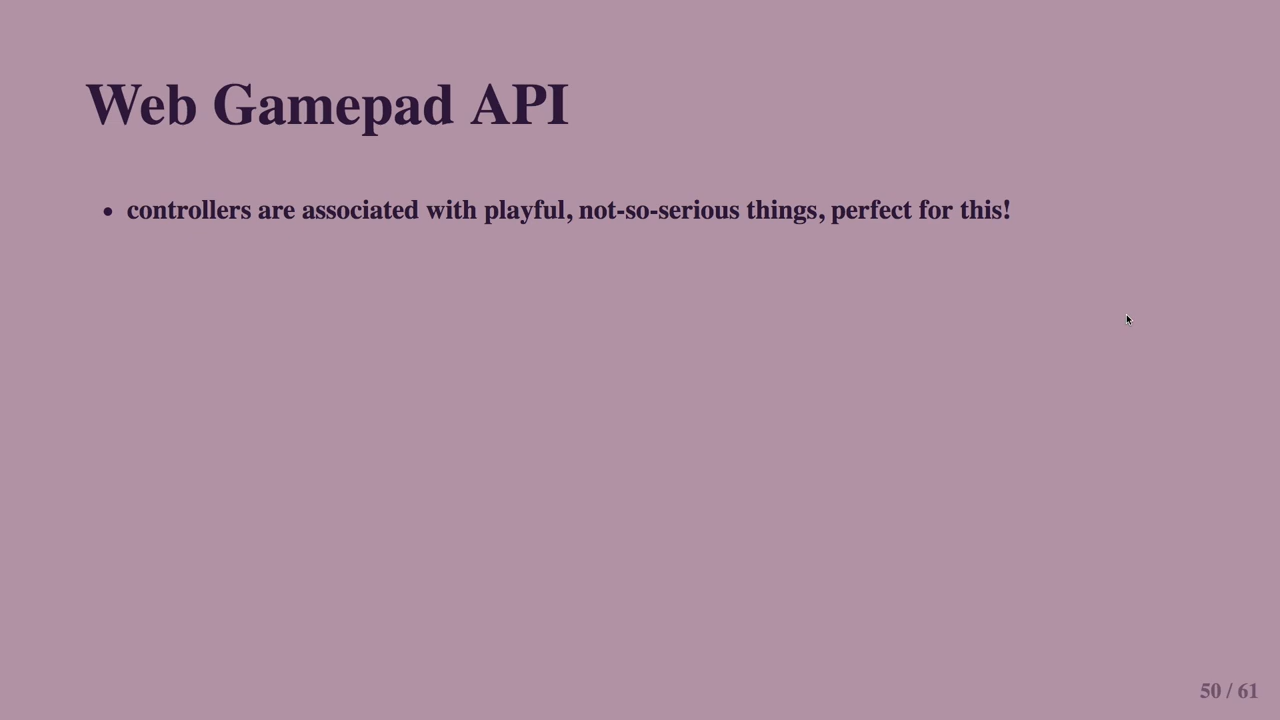 Web Gamepad API
• controllers are associated with playful, not-so-serious things, perfect for this!
50 / 61